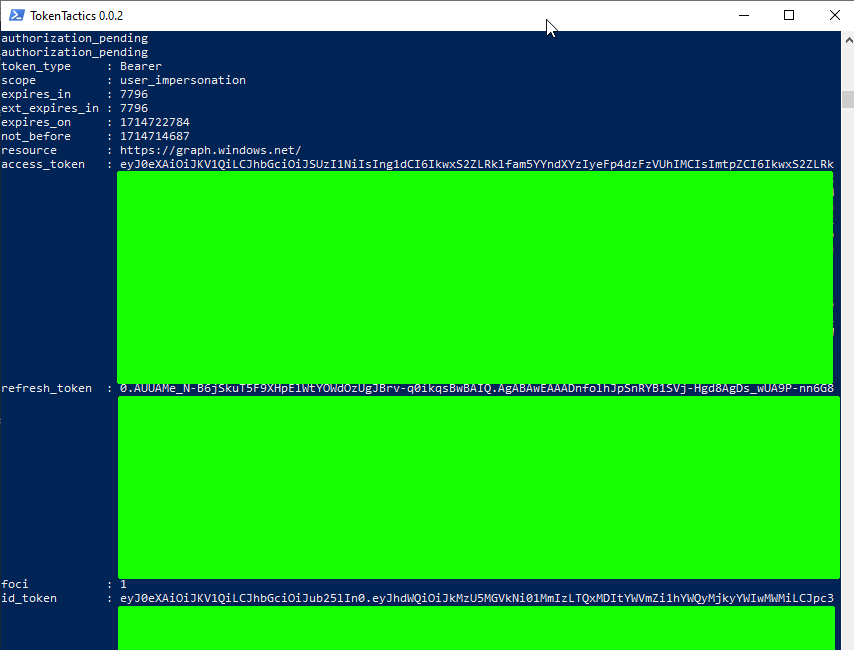 TokenTactics 0.0.2
authorization_pending
authorization_pending
token_type : Bearer
scope : user_impersonation
expires_in : 7796
ext_expires_in : 7796
expires_on : 1714722784
not_before : 1714714687
resource : https://graph.windows.net/
access_token : eyJ0eXAiOiJKV1QiLCJhbGciOiJSUzI1NiIsIng1dCI6IkwxS2ZLRklfam5YYndXYzIyeFp4dzFzVUhIMCIsImtpZCI6IkwxS2ZLRk
refresh_token : 0.AUUAMe_N-B6jSkuT5F9XHpElWtYOWdOzUgJBrv-q0ikqsBwBAIQ.AgABAwEAAADnfolhJpSnRYB1SVj-Hgd8AgDs_wUA9P-nn6G8
foci : 1
id_token : eyJ0eXAiOiJKV1QiLCJhbGciOiJub25lIn0.eyJhdWQiOiJkMzU5MGVkNi01MmIzLTQxMDItYWVmZi1hYWQyMjkyYWIwMWMiLCJpc3